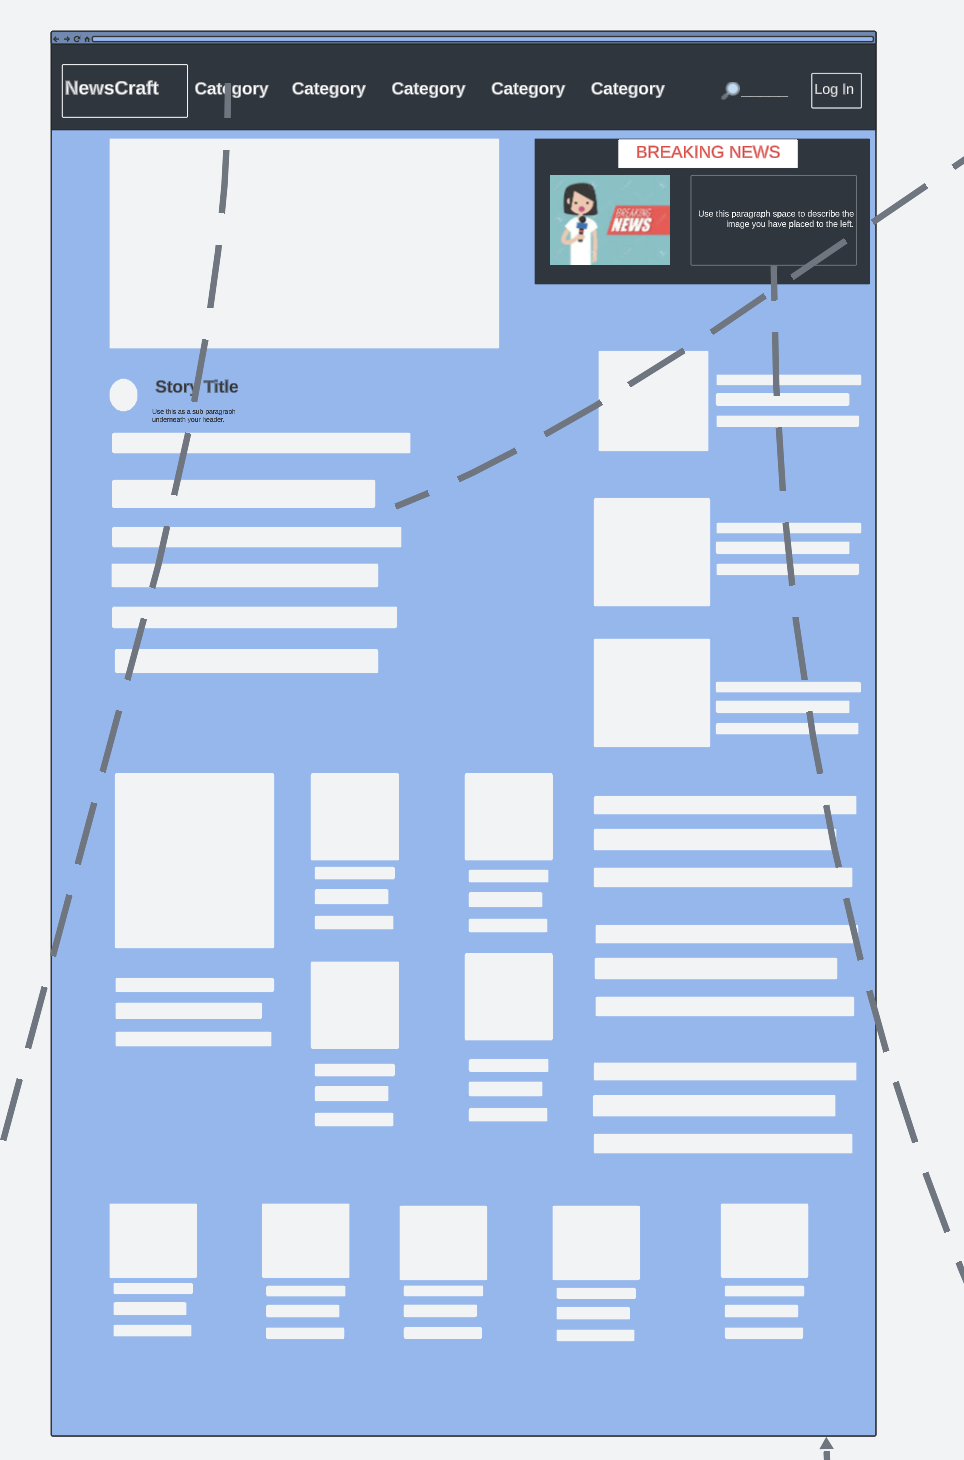 NewsCraft Category Category Category Category Category ______ Log In
BREAKING NEWS
BREAKING
NEWS
Use this paragraph space to describe the
image you have placed to the left.
Story Title
Use this as a sub paragraph
underneath your header.